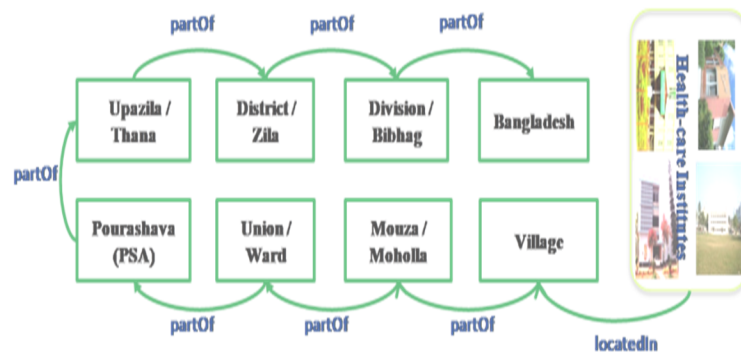 partOf
partOf
partOf
Upazila /
Thana
District /
Zila
Division /
Bibhag
Bangladesh
Health-care Institutes
partOf
Pourashava
(PSA)
Union /
Ward
Mouza /
Moholla
Village
partOf
partOf
partOf
locatedIn